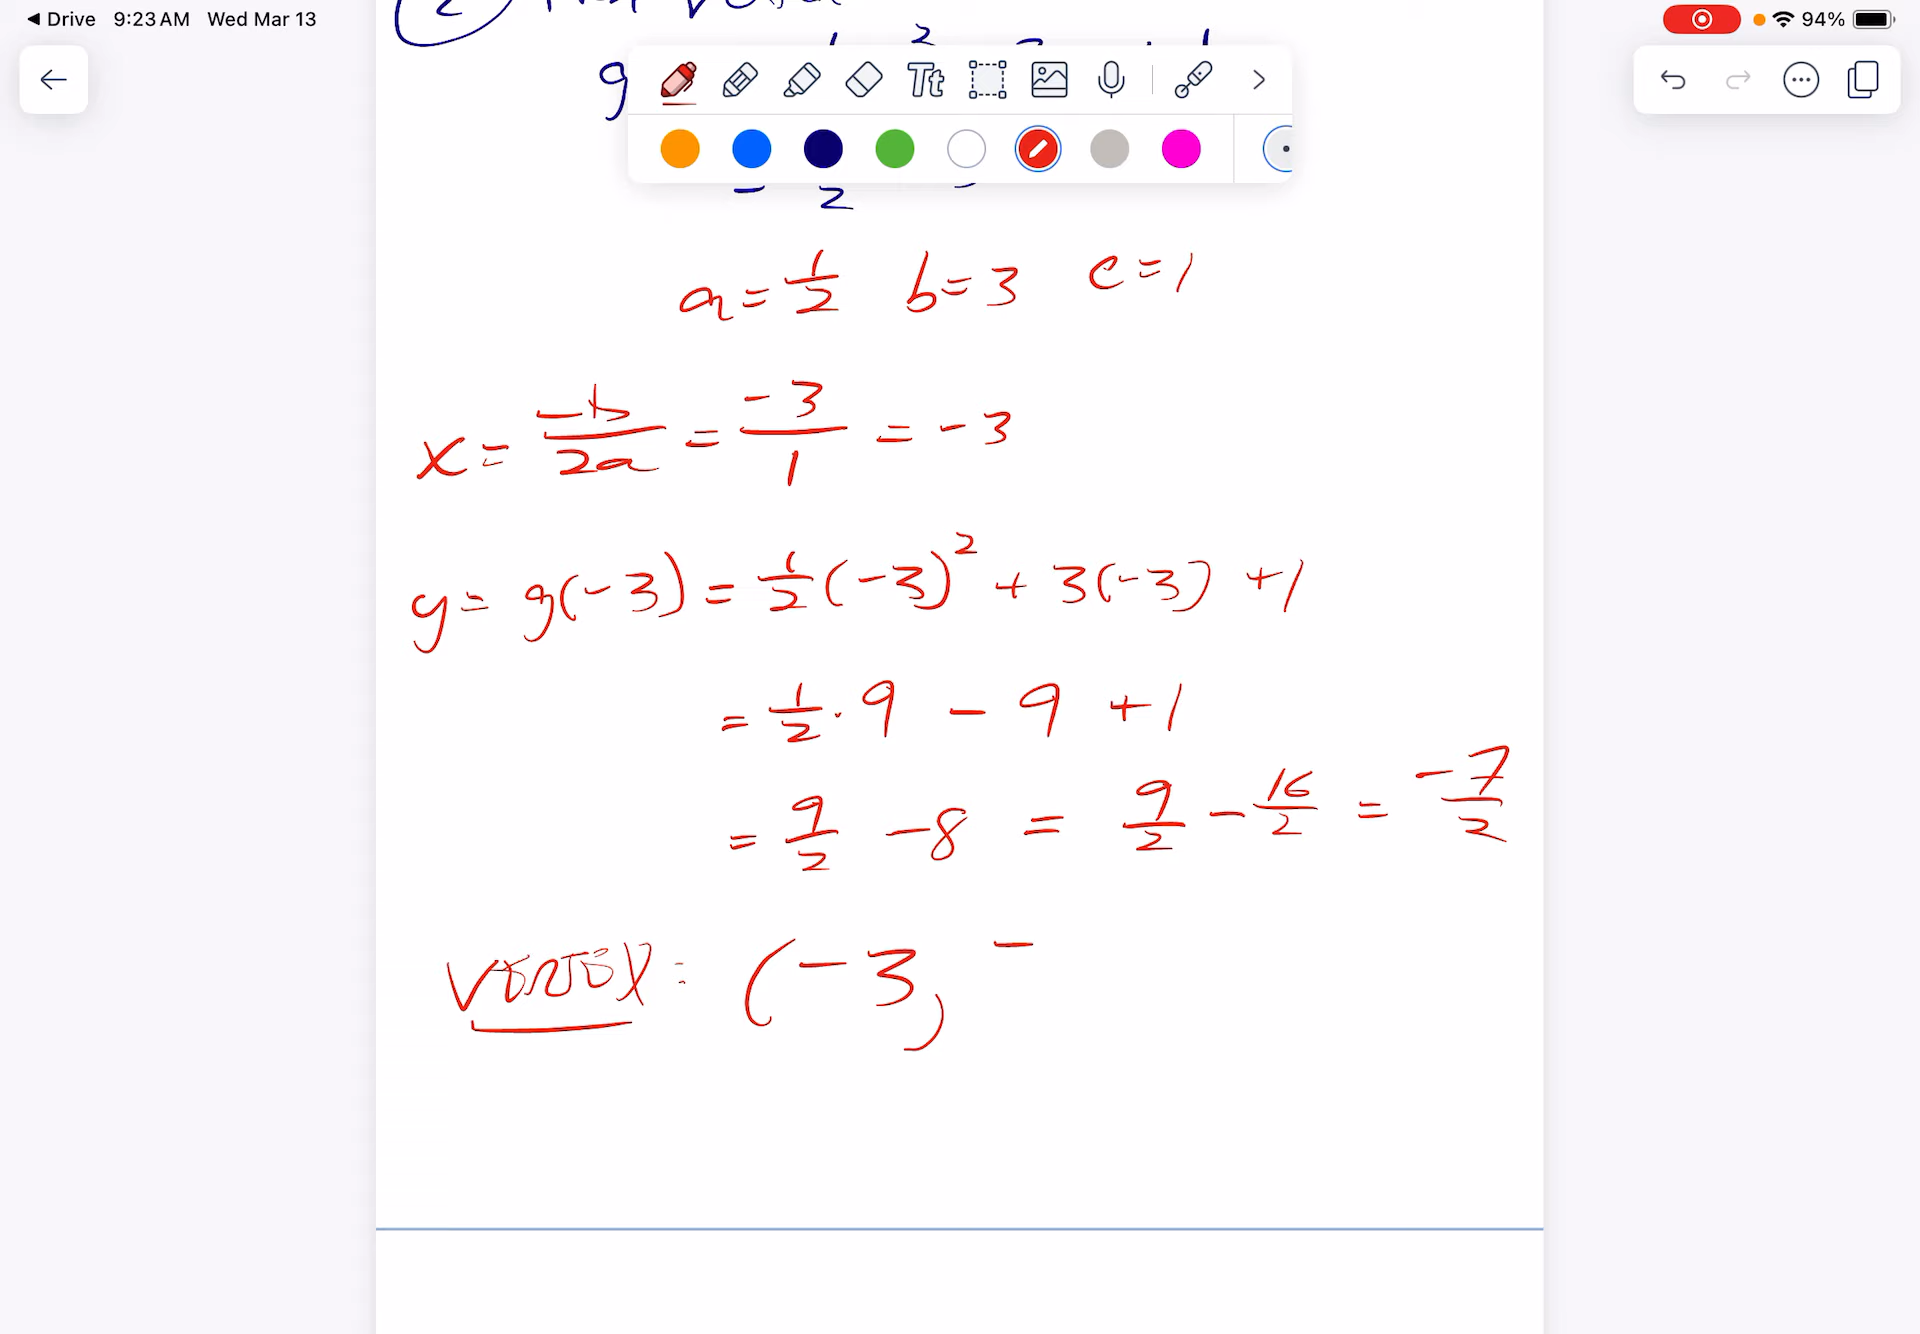 Drive 9:23 AM Wed Mar 13 94%
g
Tt
2
a = 1/2 b = 3 c = 1
x = -b/2a = -3/1 = -3
y = g(-3) = 1/2(-3)² + 3(-3) + 1
= 1/2 · 9 - 9 + 1
= 9/2 - 8 = 9/2 - 16/2 = -7/2
VERTEX: (-3, -